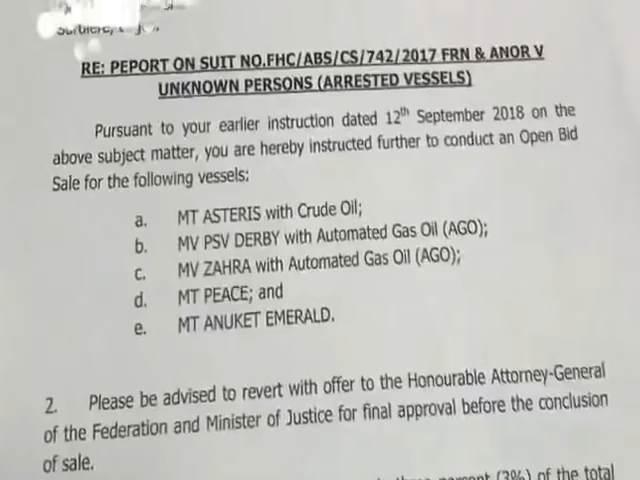 RE: PEPORT ON SUIT NO.FHC/ABS/CS/742/2017 FRN & ANOR V
UNKNOWN PERSONS (ARRESTED VESSELS)
Pursuant to your earlier instruction dated 12th September 2018 on the
above subject matter, you are hereby instructed further to conduct an Open Bid
Sale for the following vessels:
a. MT ASTERIS with Crude Oil;
b. MV PSV DERBY with Automated Gas Oil (AGO);
c. MV ZAHRA with Automated Gas Oil (AGO);
d. MT PEACE; and
e. MT ANUKET EMERALD.
2. Please be advised to revert with offer to the Honourable Attorney-General
of the Federation and Minister of Justice for final approval before the conclusion
of sale.
percent (3%) of the total